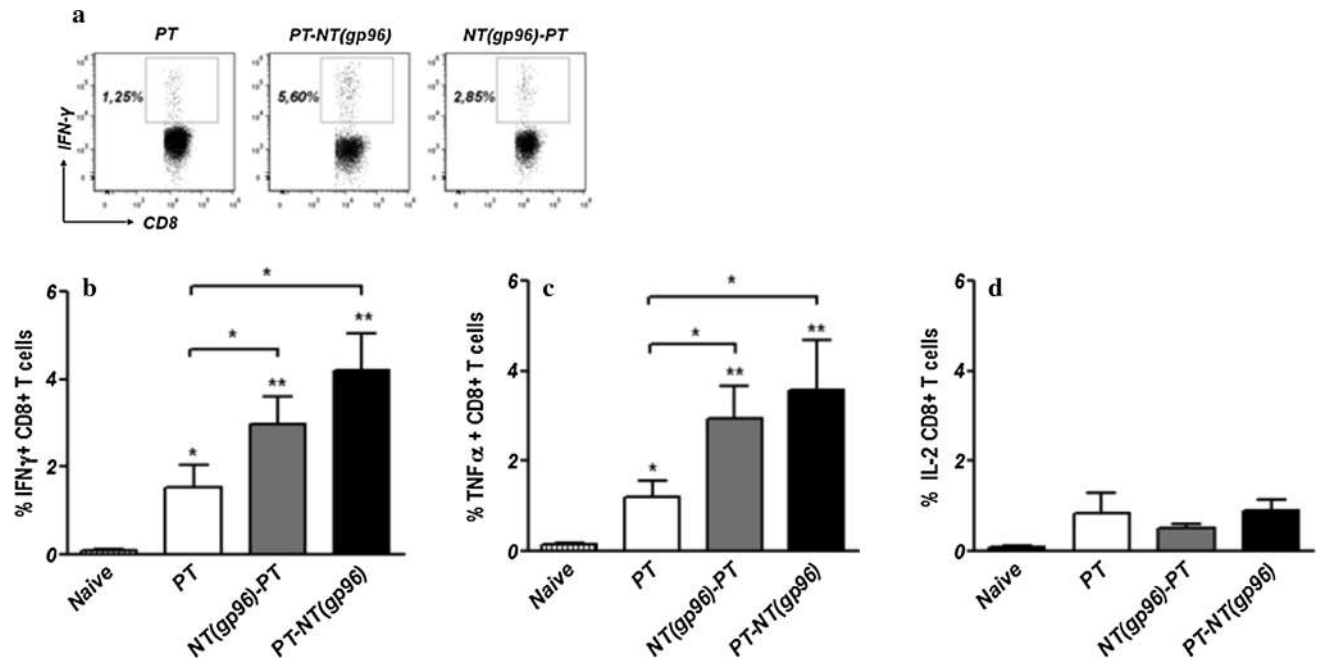 a
PT
PT-NT(gp96)
NT(gp96)-PT
1,25%
5,60%
2,85%
IFN-γ
CD8
b
% IFNγ+ CD8+ T cells
6
4
2
0
*
*
*
**
**
Naive
PT
NT(gp96)-PT
PT-NT(gp96)
c
% TNFα + CD8+ T cells
6
4
2
0
*
*
*
**
**
Naive
PT
NT(gp96)-PT
PT-NT(gp96)
d
% IL-2 CD8+ T cells
6
4
2
0
Naive
PT
NT(gp96)-PT
PT-NT(gp96)